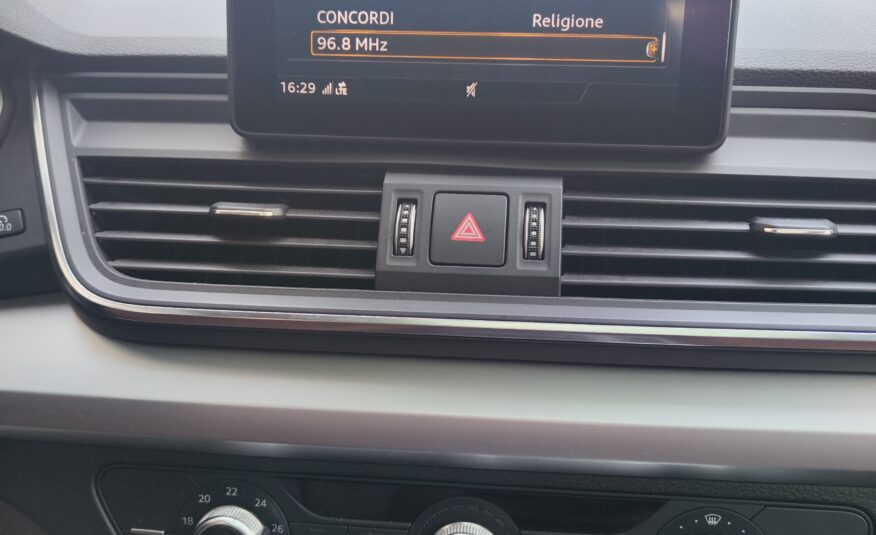 CONCORDI Religione
96.8 MHz
16:29 LTE
18 20 22 24 26